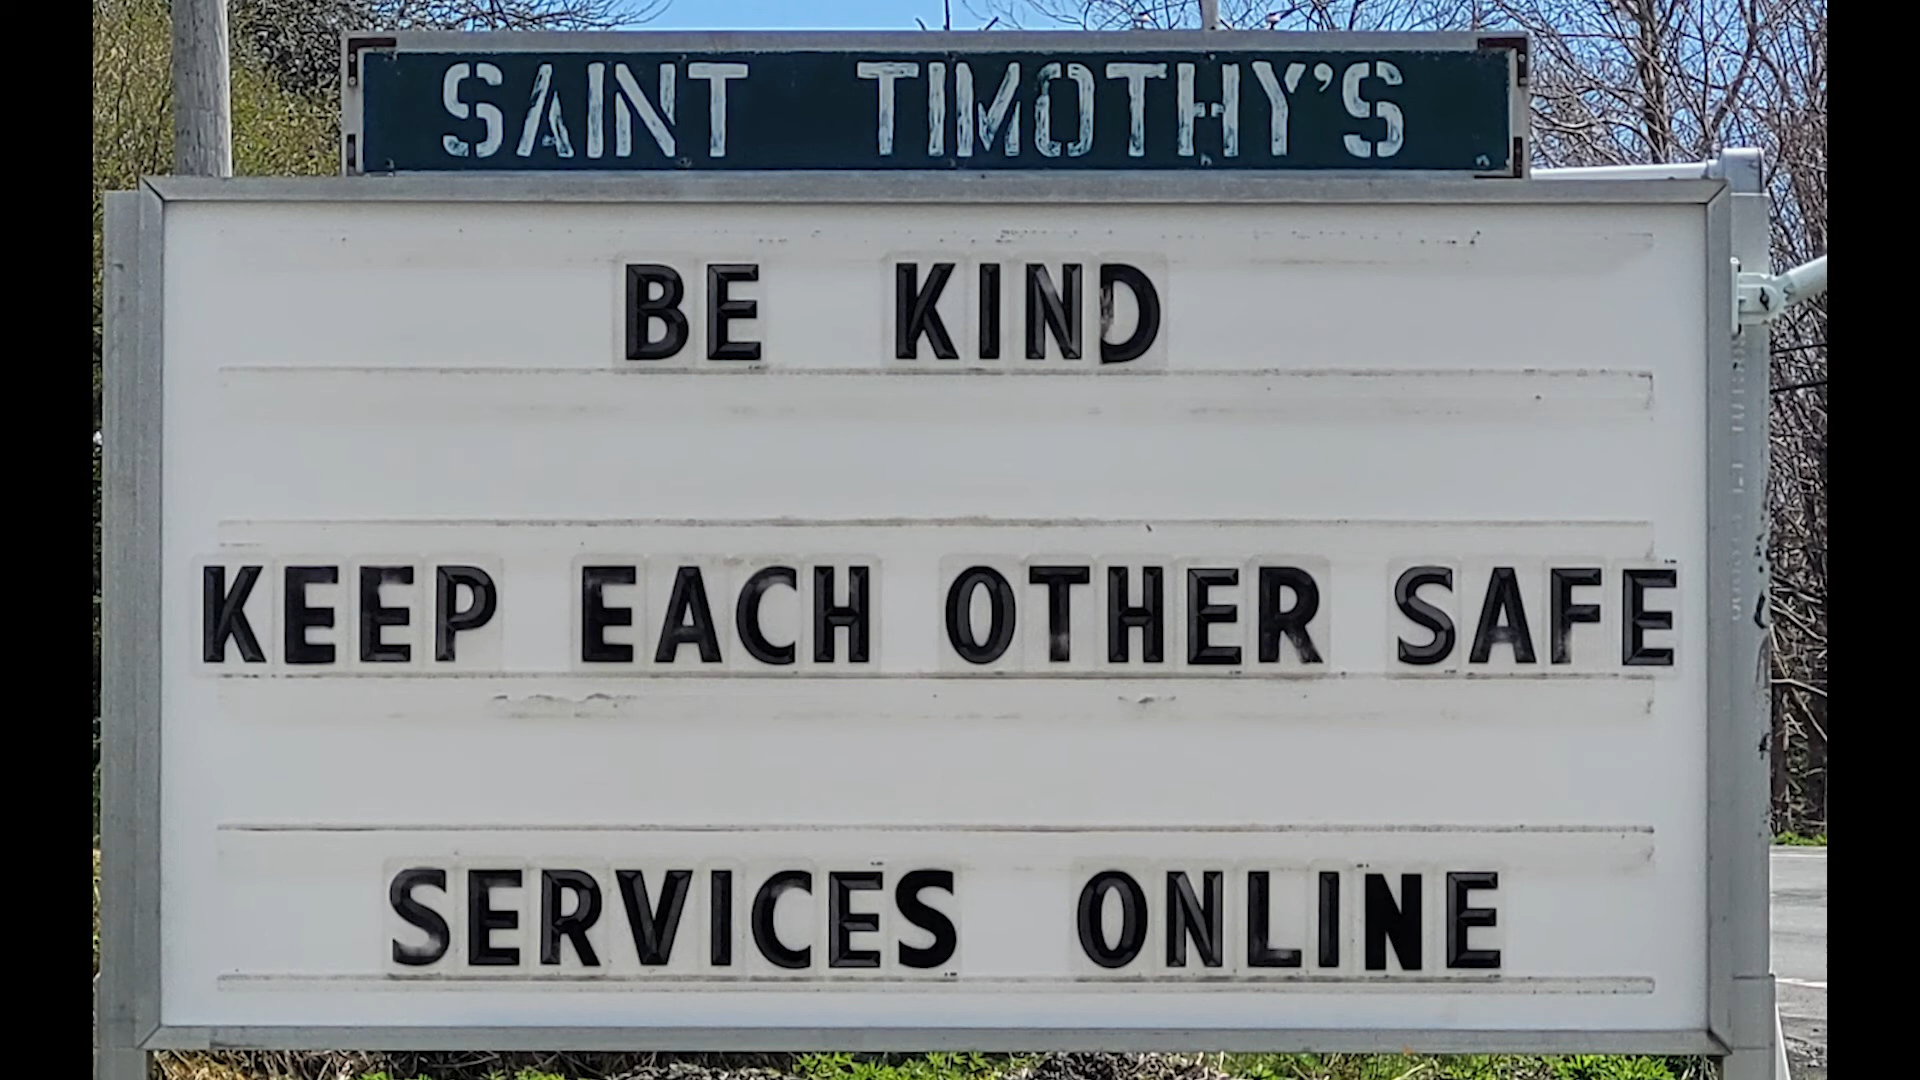 SAINT TIMOTHY'S
BE KIND
KEEP EACH OTHER SAFE
SERVICES ONLINE